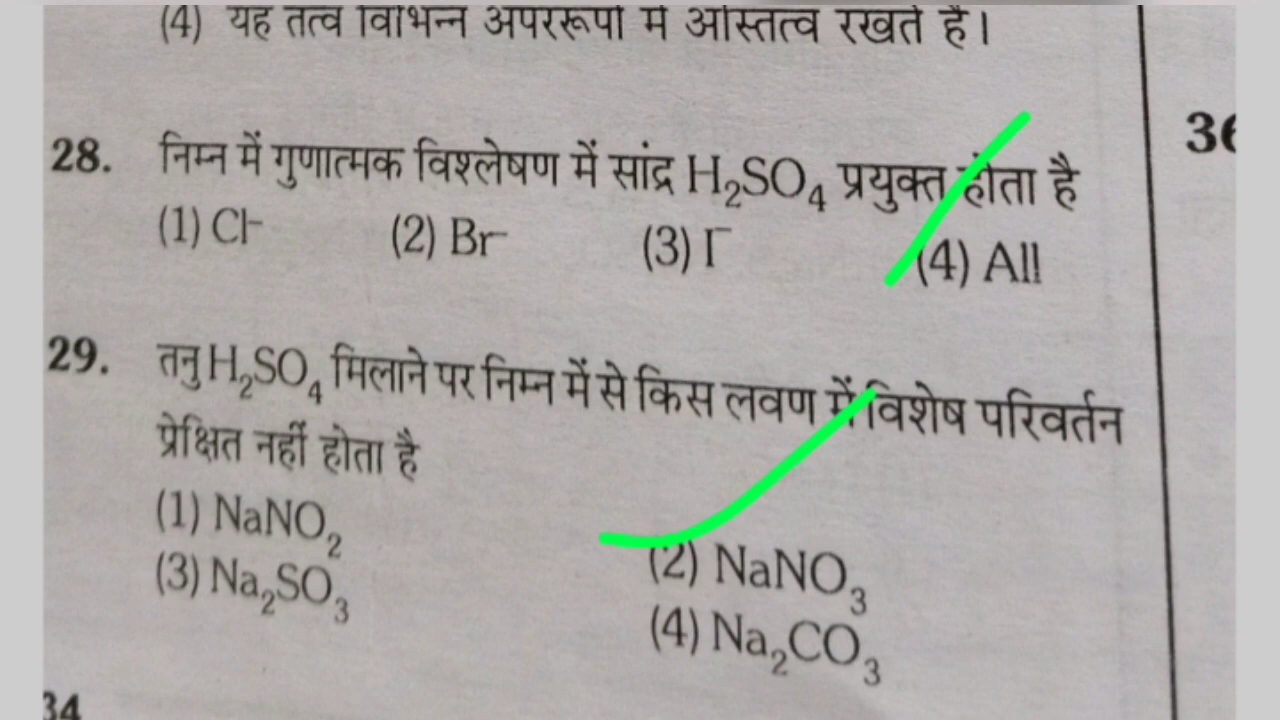 (4) यह तत्व विभिन्न अपररूपों में अस्तित्व रखते है।
28. निम्न में गुणात्मक विश्लेषण में सांद्र H₂SO₄ प्रयुक्त होता है
(1) Cl⁻ (2) Br⁻ (3) I⁻ (4) All
29. तनु H₂SO₄ मिलाने पर निम्न में से किस लवण में विशेष परिवर्तन
प्रेक्षित नहीं होता है
(1) NaNO₂ (2) NaNO₃
(3) Na₂SO₃ (4) Na₂CO₃
34